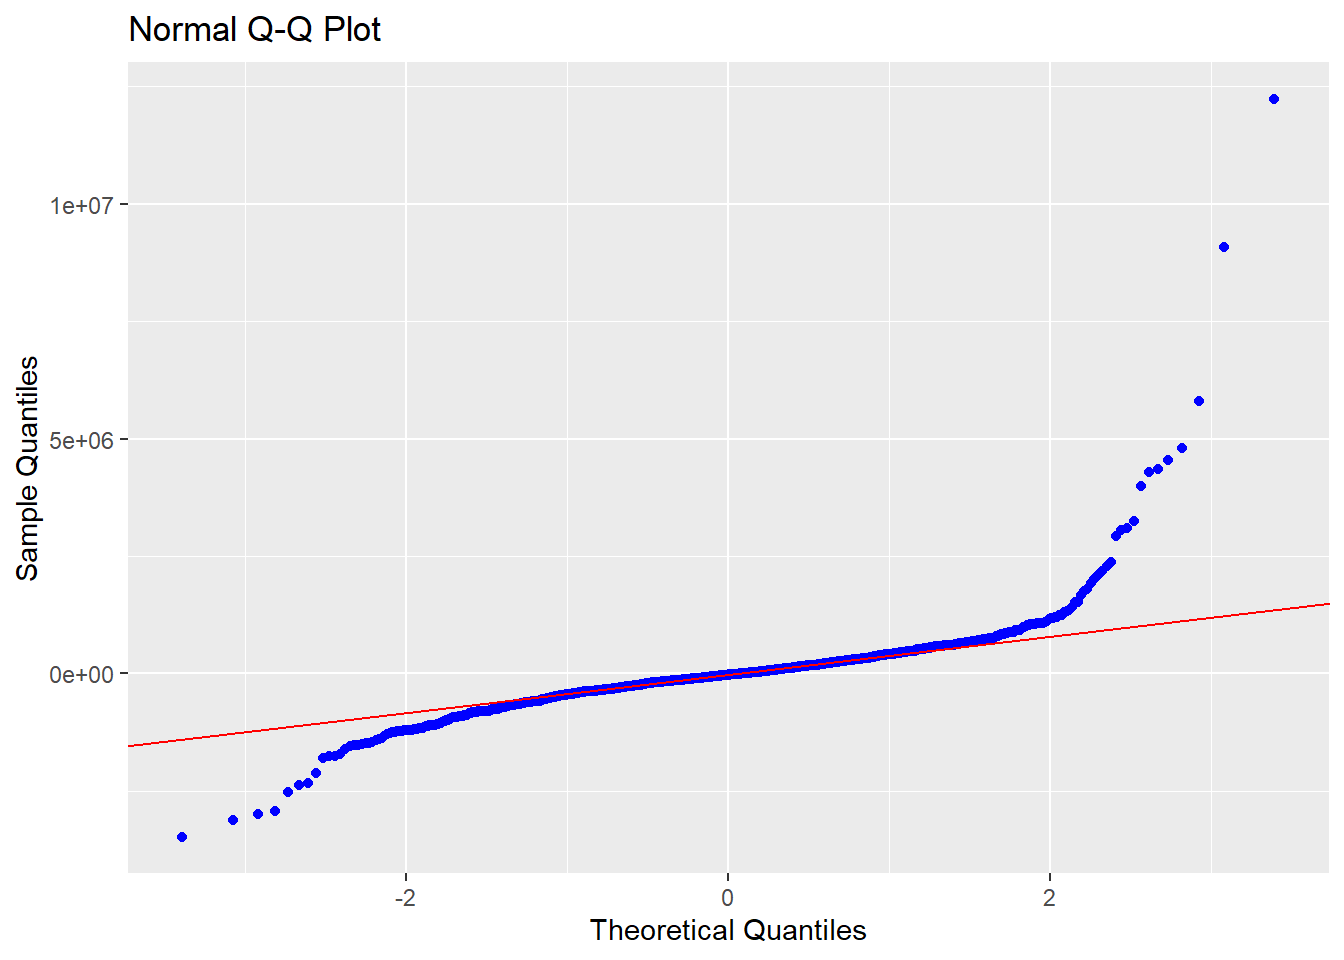 Normal Q-Q Plot
1e+07
5e+06
0e+00
Sample Quantiles
-2
0
2
Theoretical Quantiles